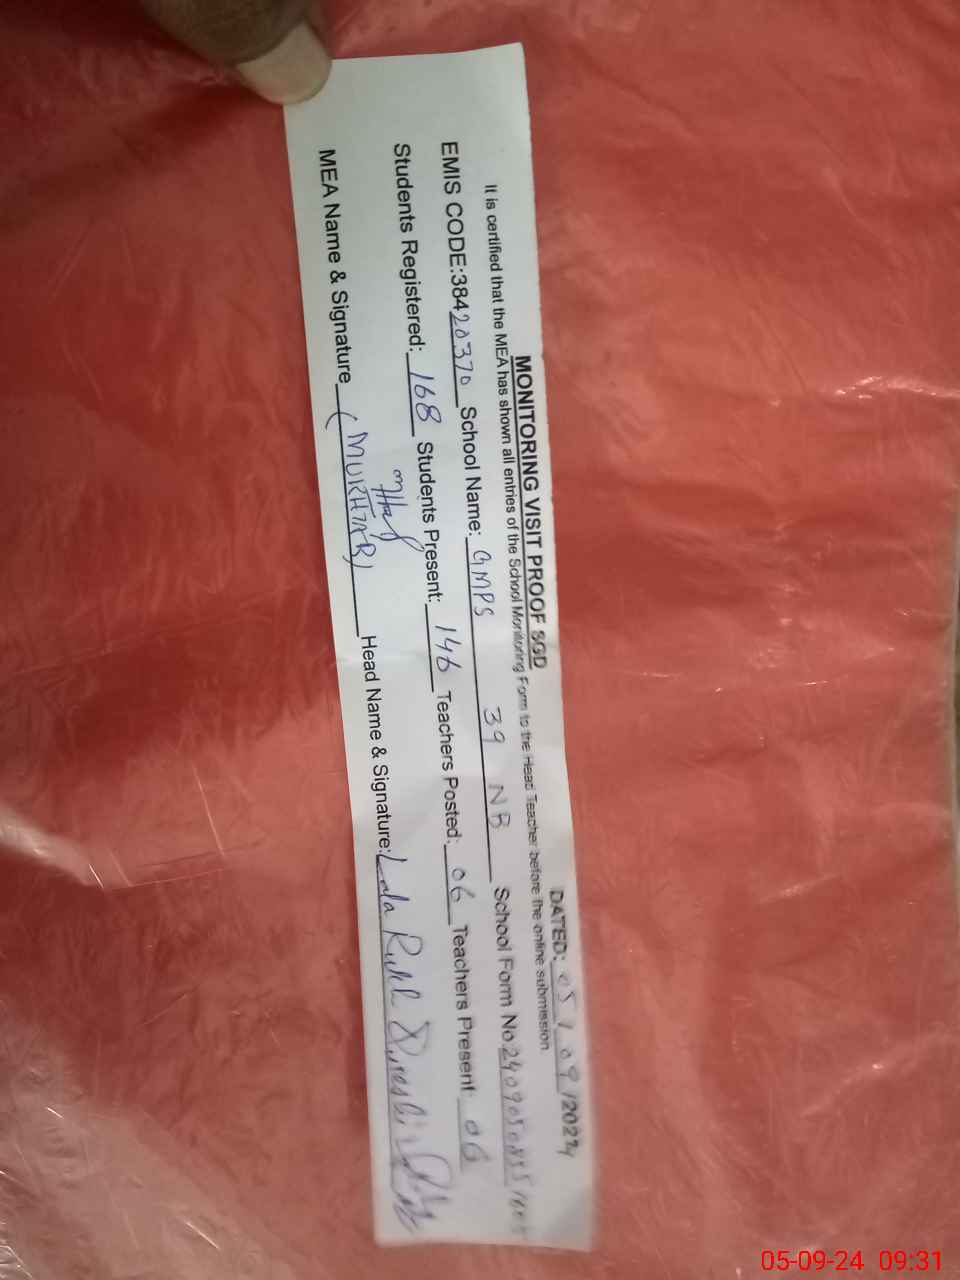 MONITORING VISIT PROOF SGD
DATED: 05/09/2024
It is certified that the MEA has shown all entries of the School Monitoring Form to the Head Teacher before the online submission.
EMIS CODE:38420370 School Name: GMPS 39 NB School Form No.
Students Registered: 168 Students Present: 146 Teachers Posted: 06 Teachers Present: 06
MEA Name & Signature (MUKHTAR) Head Name & Signature: Lala Rukh Qureshi
05-09-24 09:31